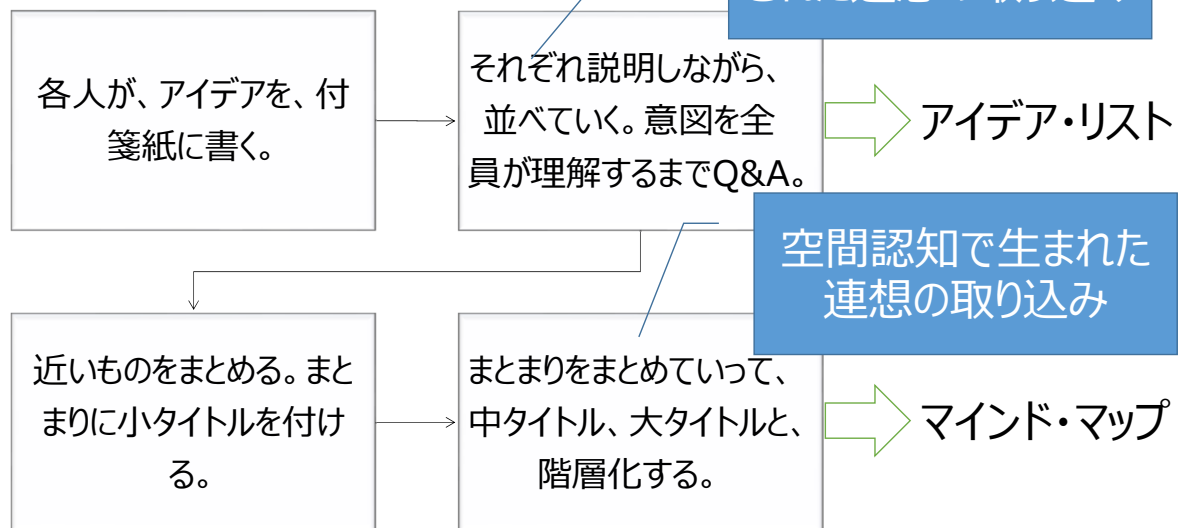 各人が、アイデアを、付
箋紙に書く。
それぞれ説明しながら、
並べていく。意図を全
員が理解するまでQ&A。
アイデア・リスト
空間認知で生まれた
連想の取り込み
近いものをまとめる。まと
まりに小タイトルを付け
る。
まとまりをまとめていって、
中タイトル、大タイトルと、
階層化する。
マインド・マップ